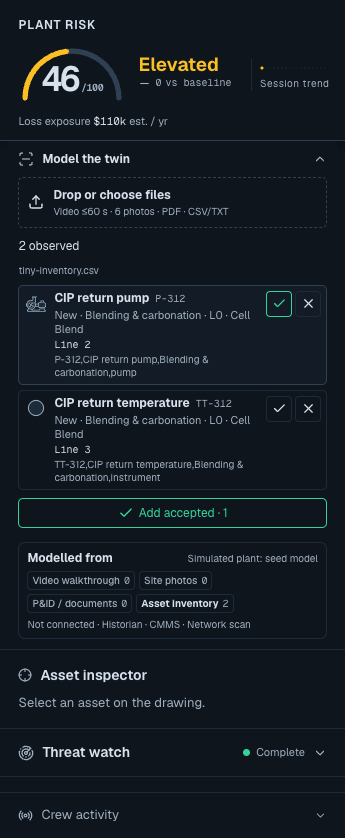 PLANT RISK
46 /100
Elevated
— 0 vs baseline
Session trend
Loss exposure $110k est. / yr
Model the twin
Drop or choose files
Video ≤60 s · 6 photos · PDF · CSV/TXT
2 observed
tiny-inventory.csv
CIP return pump P-312
New · Blending & carbonation · L0 · Cell
Blend
Line 2
P-312,CIP return pump,Blending &
carbonation,pump
CIP return temperature TT-312
New · Blending & carbonation · L0 · Cell
Blend
Line 3
TT-312,CIP return temperature,Blending &
carbonation,instrument
Add accepted · 1
Modelled from
Simulated plant: seed model
Video walkthrough 0
Site photos 0
P&ID / documents 0
Asset inventory 2
Not connected · Historian · CMMS · Network scan
Asset inspector
Select an asset on the drawing.
Threat watch
Complete
Crew activity